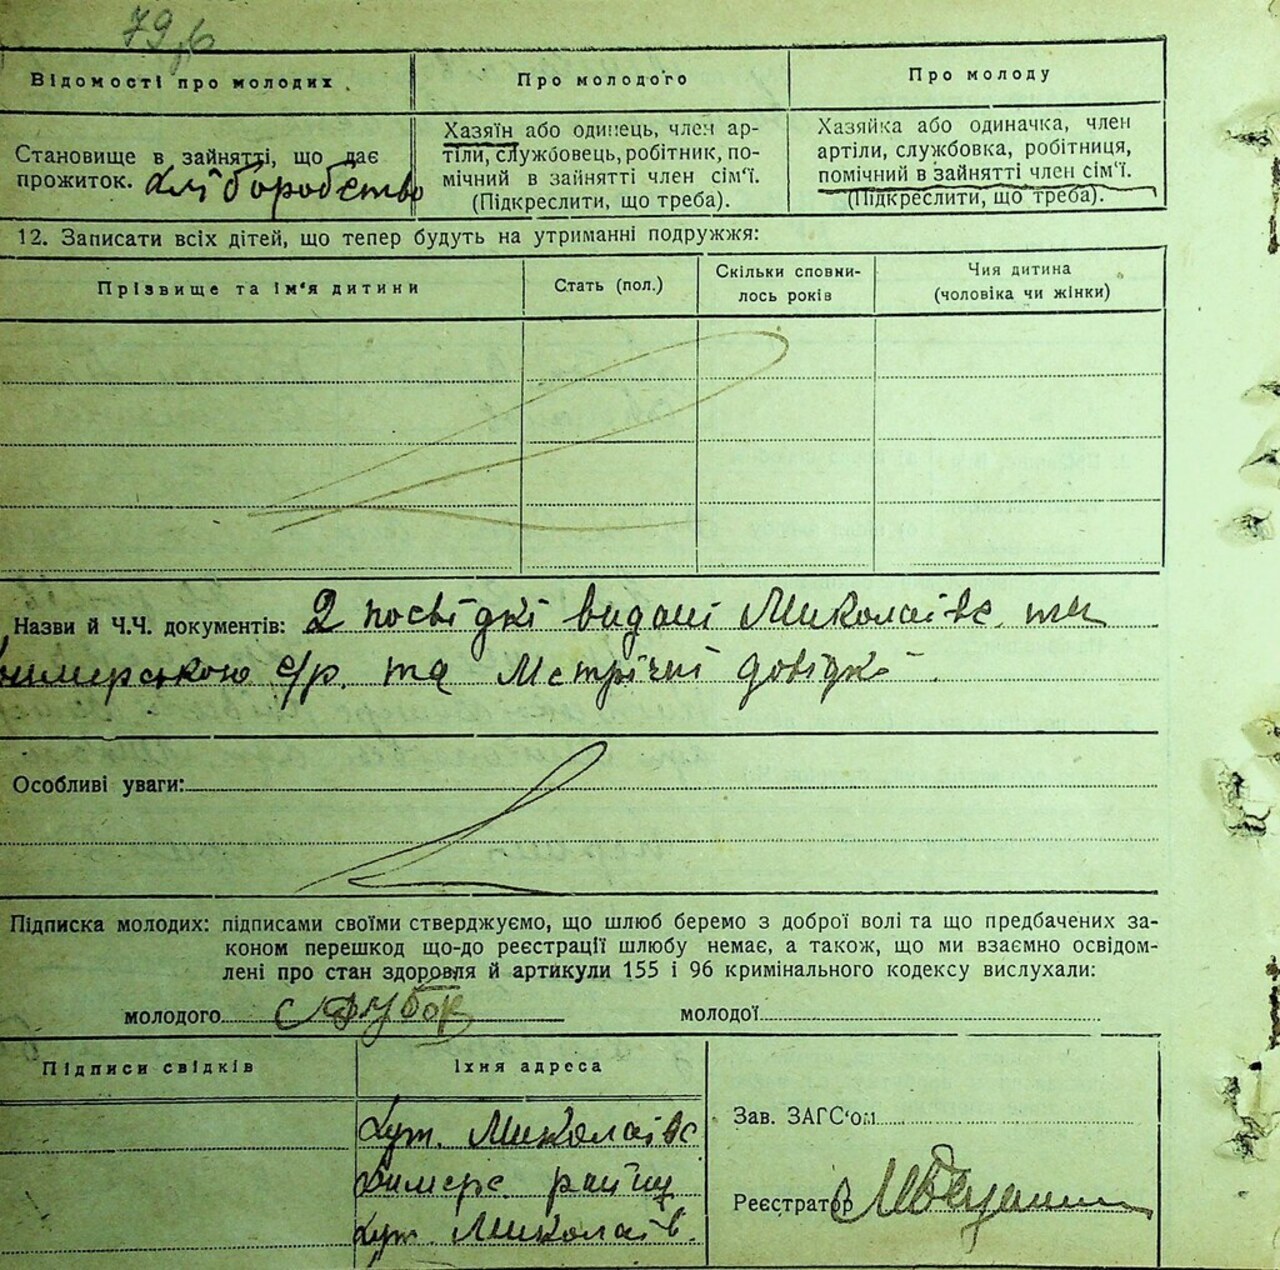 79
Відомості про молодих
Про молодого
Про молоду
Становище в зайнятті, що дає
прожиток. Хліборобство
Хазяїн або одинець, член ар-
тіли, службовець, робітник, по-
мічний в зайнятті член сім'ї.
(Підкреслити, що треба).
Хазяйка або одиначка, член
артіли, службовка, робітниця,
помічний в зайнятті член сім'ї.
(Підкреслити, що треба).
12. Записати всіх дітей, що тепер будуть на утриманні подружжя:
Прізвище та ім'я дитини
Стать (пол.)
Скільки сповни-
лось років
Чия дитина
(чоловіка чи жінки)
Назви й Ч.Ч. документів: 2 посвідкі видані Миколаївс. та
Димерською с/р. та Метрічні довідкі
Особливі уваги:
Підписка молодих: підписами своїми стверджуємо, що шлюб беремо з доброї волі та що предбачених за-
коном перешкод що-до реєстрації шлюбу немає, а також, що ми взаємно освідом-
лені про стан здоровля й артикули 155 і 96 кримінального кодексу вислухали:
молодого
молодої
Підписи свідків
Їхня адреса
Хут. Миколаївс
Димерс. району
Хут. Миколаїв.
Зав. ЗАГС'ом
Реєстратор